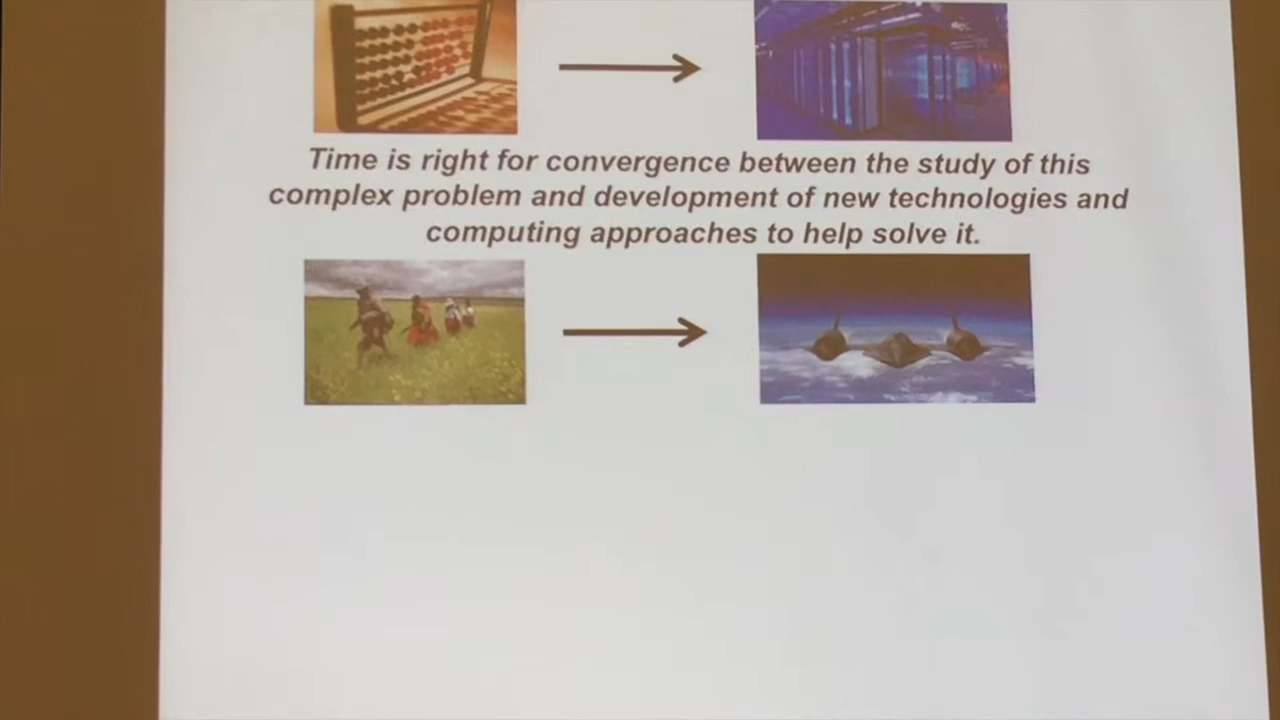 Time is right for convergence between the study of this
complex problem and development of new technologies and
computing approaches to help solve it.